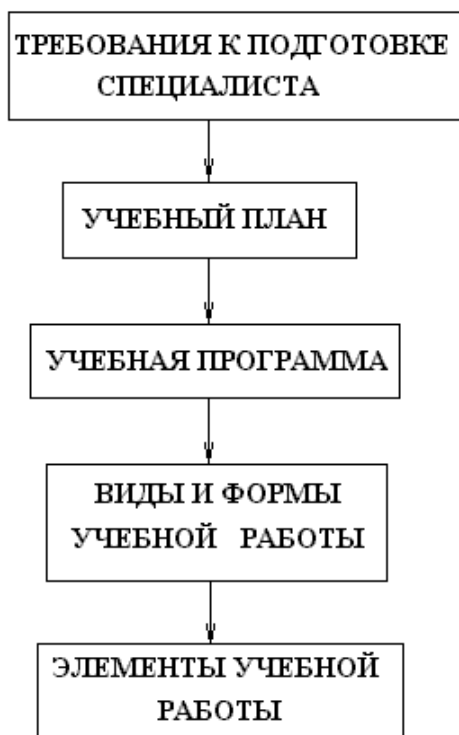 ТРЕБОВАНИЯ К ПОДГОТОВКЕ
СПЕЦИАЛИСТА
УЧЕБНЫЙ ПЛАН
УЧЕБНАЯ ПРОГРАММА
ВИДЫ И ФОРМЫ
УЧЕБНОЙ РАБОТЫ
ЭЛЕМЕНТЫ УЧЕБНОЙ
РАБОТЫ